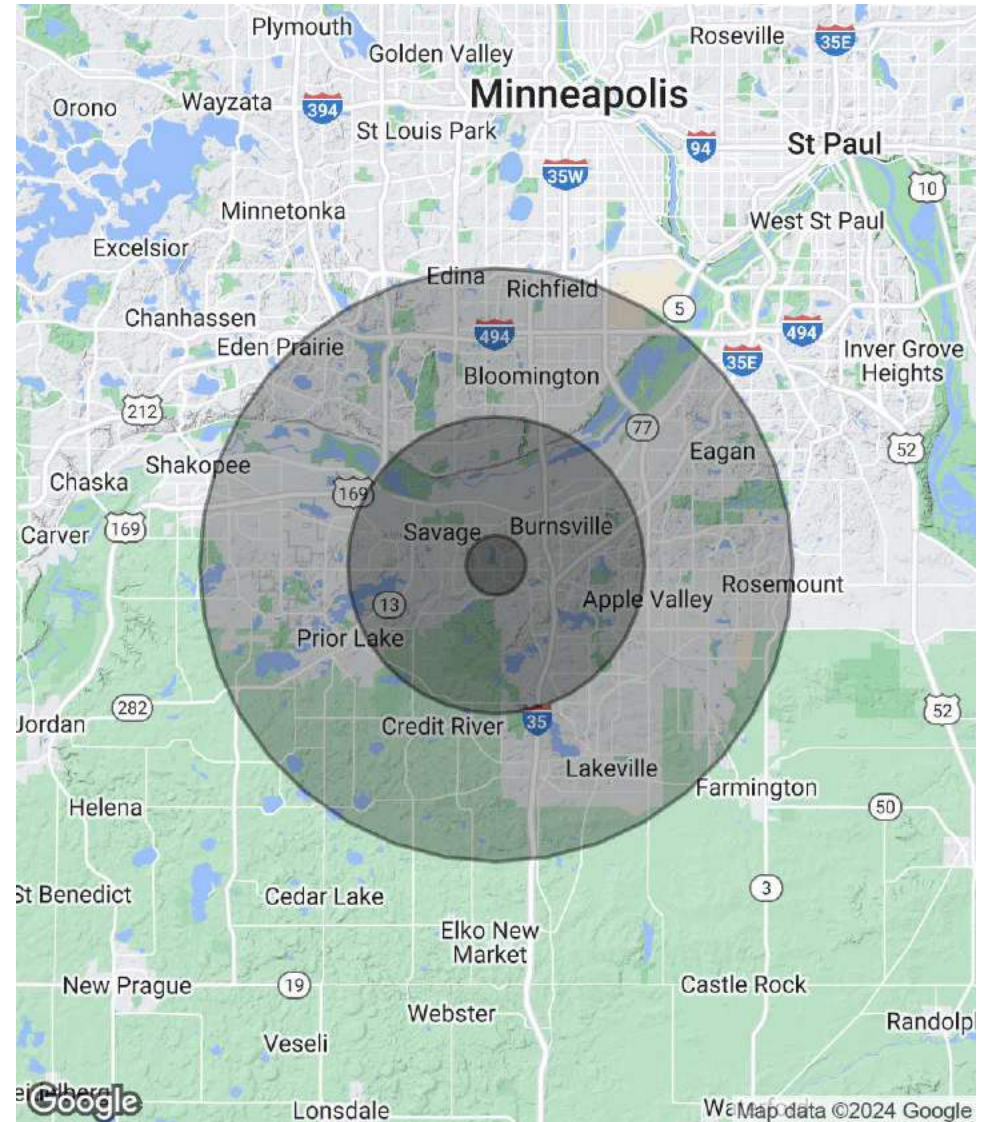 Plymouth
Roseville
35E
Golden Valley
Minneapolis
Orono
Wayzata
394
St Louis Park
94
St Paul
35W
10
Minnetonka
West St Paul
Excelsior
Edina
Richfield
5
Chanhassen
494
494
Eden Prairie
35E
Inver Grove
Heights
Bloomington
212
77
52
Eagan
Shakopee
Chaska
169
169
Carver
Savage
Burnsville
Rosemount
13
Apple Valley
Prior Lake
282
52
Jordan
Credit River
35
Lakeville
Farmington
Helena
50
3
St Benedict
Cedar Lake
Elko New
Market
New Prague
19
Castle Rock
Webster
Randolp
Veseli
Google
Lonsdale
Map data ©2024 Google